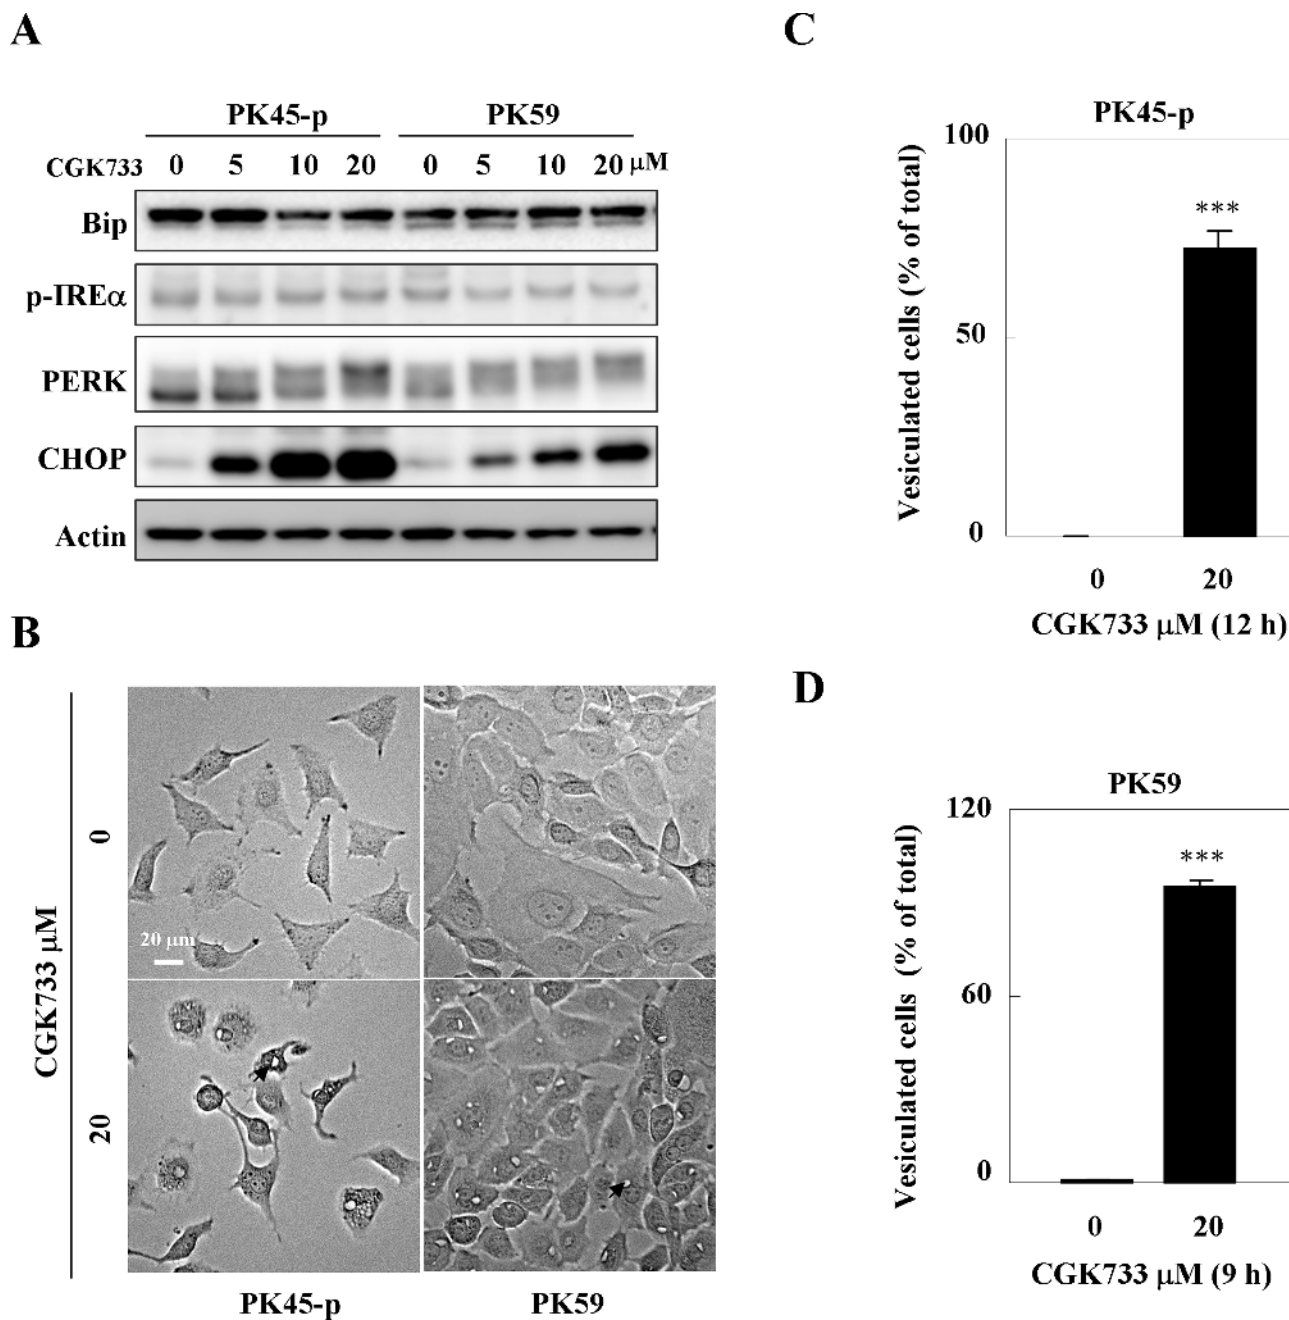 A
PK45-p PK59
CGK733 0 5 10 20 0 5 10 20 μM
Bip
p-IREα
PERK
CHOP
Actin
B
CGK733 μM
0
20
20 μm
PK45-p PK59
C
PK45-p
Vesiculated cells (% of total)
100
50
0
***
0 20
CGK733 μM (12 h)
D
PK59
Vesiculated cells (% of total)
120
60
0
***
0 20
CGK733 μM (9 h)